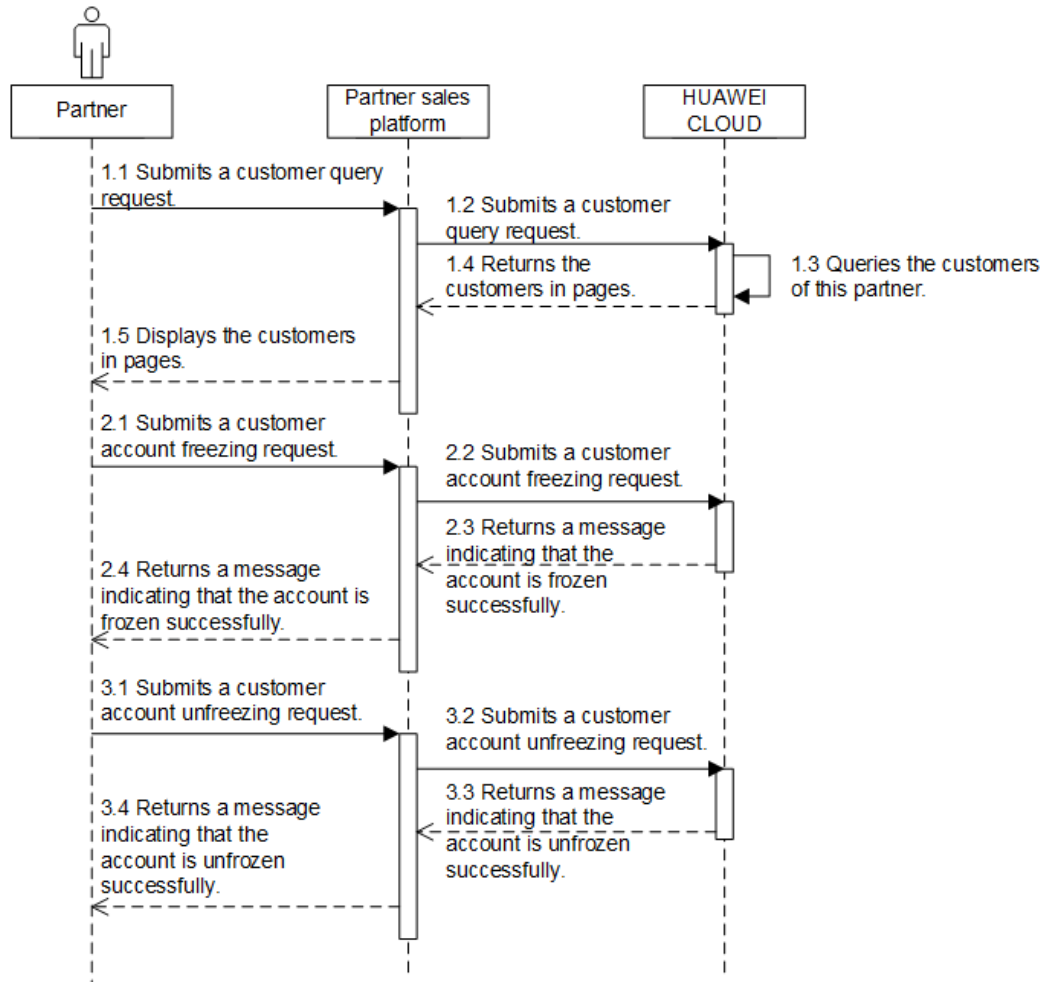 Partner
Partner sales
platform
HUAWEI
CLOUD
1.1 Submits a customer query
request.
1.2 Submits a customer
query request.
1.3 Queries the customers
of this partner.
1.4 Returns the
customers in pages.
1.5 Displays the customers
in pages.
2.1 Submits a customer
account freezing request.
2.2 Submits a customer
account freezing request.
2.3 Returns a message
indicating that the
account is frozen
successfully.
2.4 Returns a message
indicating that the account is
frozen successfully.
3.1 Submits a customer
account unfreezing request.
3.2 Submits a customer
account unfreezing request.
3.3 Returns a message
indicating that the
account is unfrozen
successfully.
3.4 Returns a message
indicating that the
account is unfrozen
successfully.